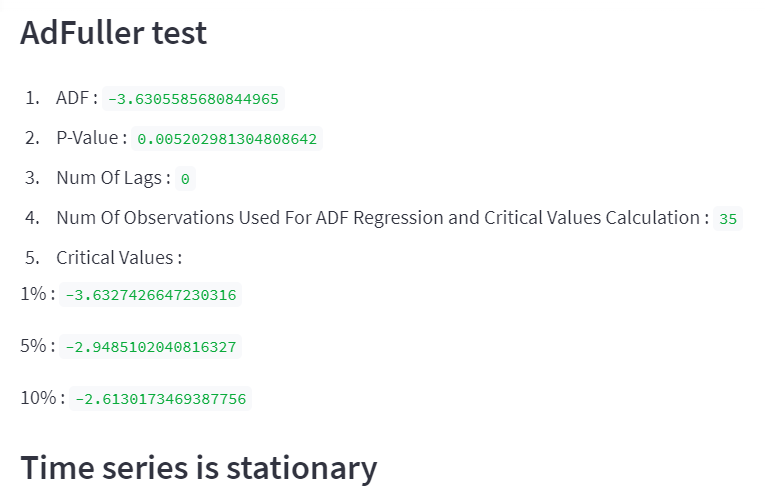 AdFuller test
1. ADF : -3.6305585680844965
2. P-Value : 0.005202981304808642
3. Num Of Lags : 0
4. Num Of Observations Used For ADF Regression and Critical Values Calculation : 35
5. Critical Values :
1% : -3.6327426647230316
5% : -2.9485102040816327
10% : -2.6130173469387756
Time series is stationary